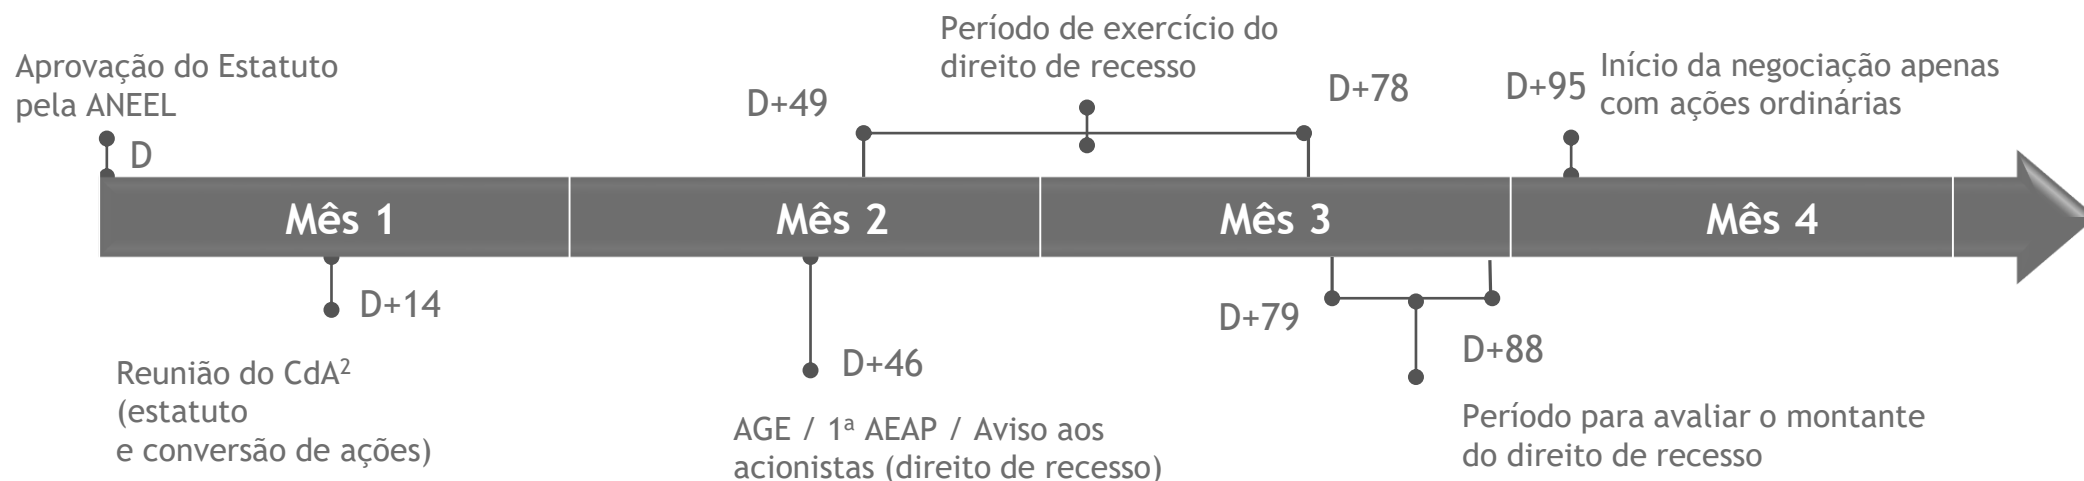 Aprovação do Estatuto
pela ANEEL
D
D+49
Período de exercício do
direito de recesso
D+78
D+95
Início da negociação apenas
com ações ordinárias
Mês 1
Mês 2
Mês 3
Mês 4
D+14
Reunião do CdA²
(estatuto
e conversão de ações)
D+46
AGE / 1ª AEAP / Aviso aos
acionistas (direito de recesso)
D+79
D+88
Período para avaliar o montante
do direito de recesso